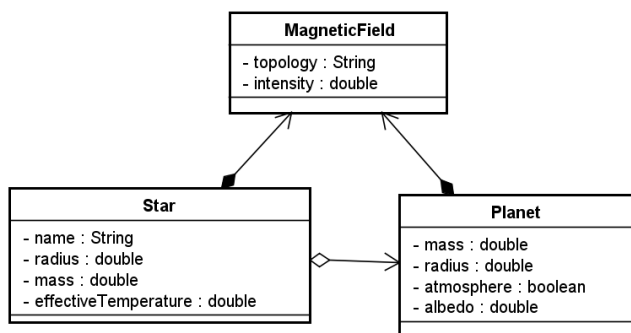 MagneticField
- topology : String
- intensity : double
Star
- name : String
- radius : double
- mass : double
- effectiveTemperature : double
Planet
- mass : double
- radius : double
- atmosphere : boolean
- albedo : double